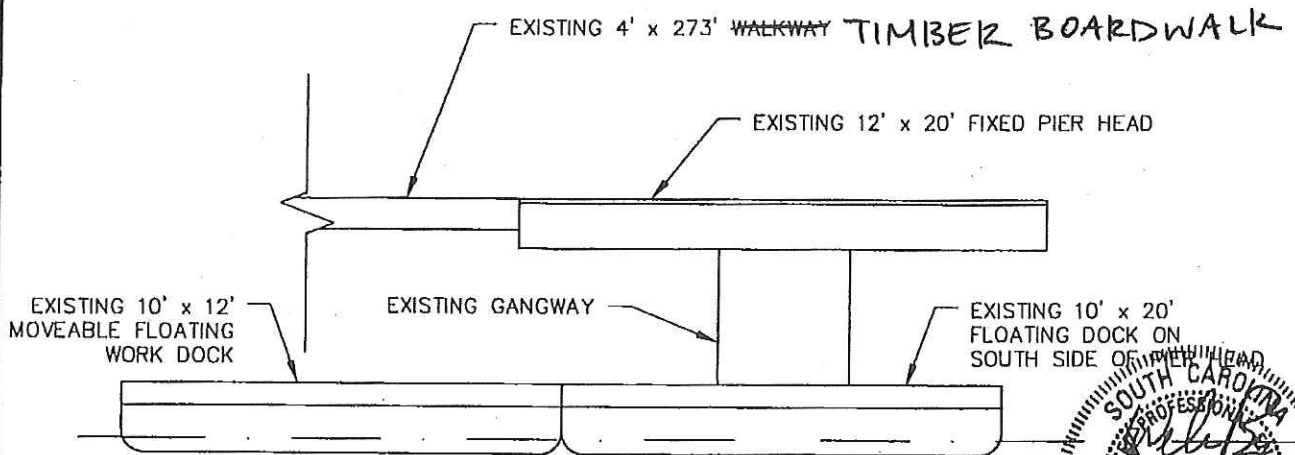 EXISTING 4' x 273' WALKWAY TIMBER BOARDWALK
EXISTING 12' x 20' FIXED PIER HEAD
EXISTING 10' x 12'
MOVEABLE FLOATING
WORK DOCK
EXISTING GANGWAY
EXISTING 10' x 20'
FLOATING DOCK ON
SOUTH SIDE OF PIER HEAD
SOUTH CAROLINA
PROFESSIONAL